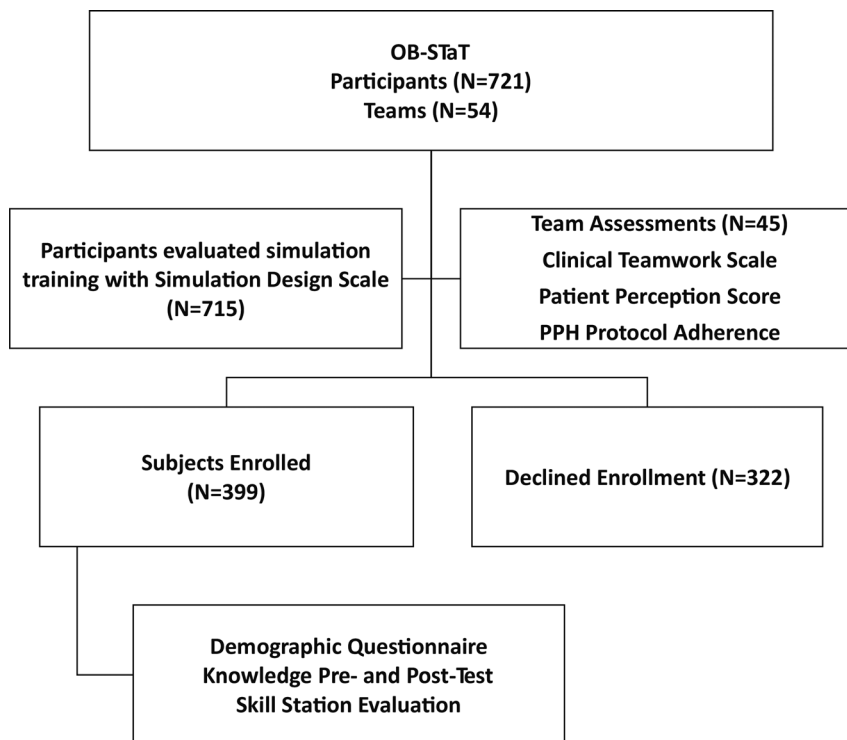 OB-STaT
Participants (N=721)
Teams (N=54)
Participants evaluated simulation
training with Simulation Design Scale
(N=715)
Team Assessments (N=45)
Clinical Teamwork Scale
Patient Perception Score
PPH Protocol Adherence
Subjects Enrolled
(N=399)
Declined Enrollment (N=322)
Demographic Questionnaire
Knowledge Pre- and Post-Test
Skill Station Evaluation